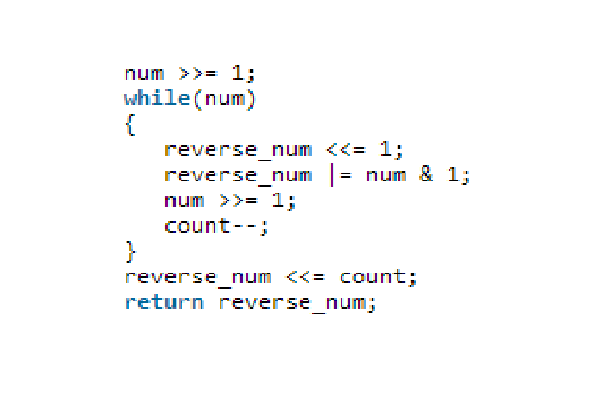 num >>= 1;
while(num)
{
reverse_num <<= 1;
reverse_num |= num & 1;
num >>= 1;
count--;
}
reverse_num <<= count;
return reverse_num;